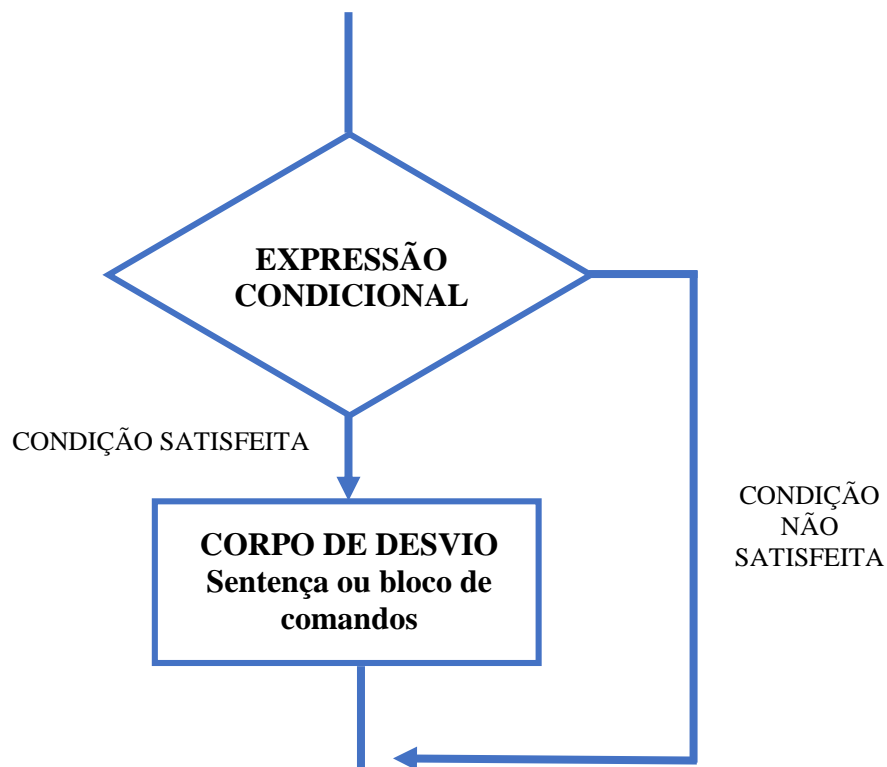 EXPRESSÃO
CONDICIONAL
CONDIÇÃO SATISFEITA
CORPO DE DESVIO
Sentença ou bloco de
comandos
CONDIÇÃO
NÃO
SATISFEITA